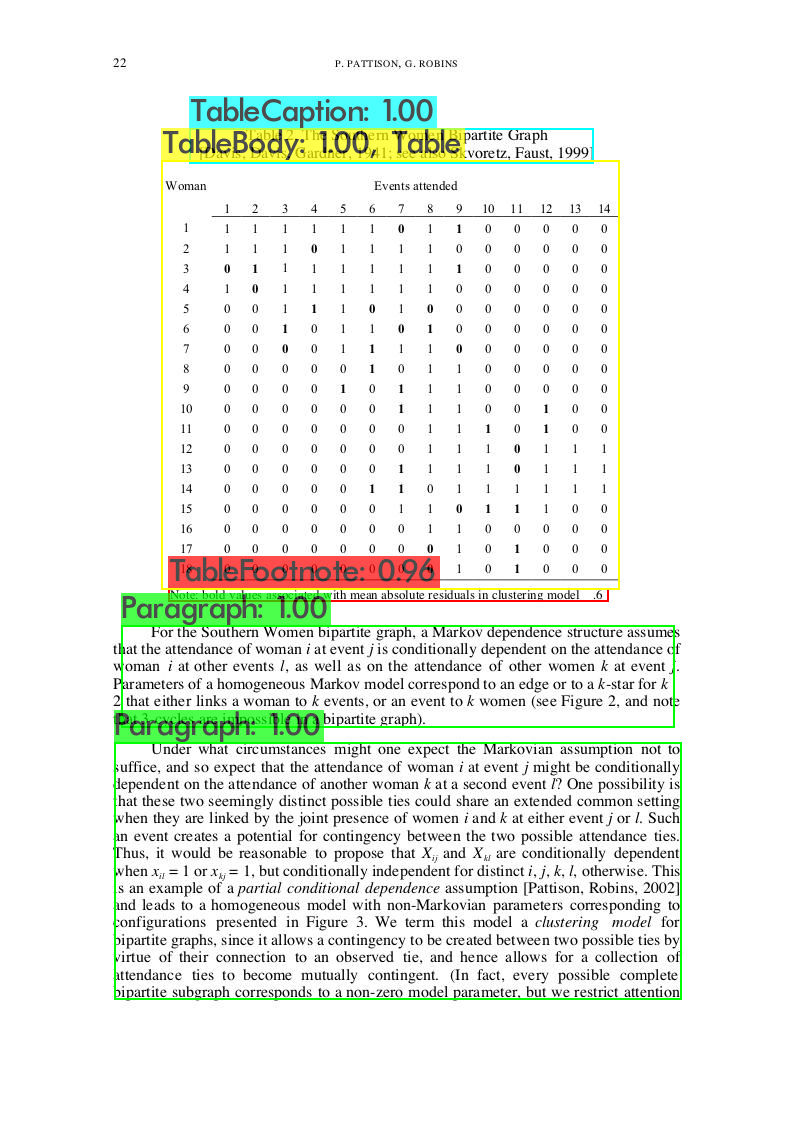 22
P. PATTISON, G. ROBINS
TableCaption: 1.00
Table 2. The Southern Women Bipartite Graph
TableBody: 1.00, Table
[Davis, Davis, Gardner, 1941; see also Skvoretz, Faust, 1999]
Woman Events attended
1 2 3 4 5 6 7 8 9 10 11 12 13 14
1 1 1 1 1 1 1 0 1 1 0 0 0 0 0
2 1 1 1 0 1 1 1 1 0 0 0 0 0 0
3 0 1 1 1 1 1 1 1 1 0 0 0 0 0
4 1 0 1 1 1 1 1 1 0 0 0 0 0 0
5 0 0 1 1 1 0 1 0 0 0 0 0 0 0
6 0 0 1 0 1 1 0 1 0 0 0 0 0 0
7 0 0 0 0 1 1 1 1 0 0 0 0 0 0
8 0 0 0 0 0 1 0 1 1 0 0 0 0 0
9 0 0 0 0 1 0 1 1 1 0 0 0 0 0
10 0 0 0 0 0 0 1 1 1 0 0 1 0 0
11 0 0 0 0 0 0 0 1 1 1 0 1 0 0
12 0 0 0 0 0 0 0 1 1 1 0 1 1 1
13 0 0 0 0 0 0 1 1 1 1 0 1 1 1
14 0 0 0 0 0 1 1 0 1 1 1 1 1 1
15 0 0 0 0 0 0 1 1 0 1 1 1 0 0
16 0 0 0 0 0 0 0 1 1 0 0 0 0 0
17 0 0 0 0 0 0 0 0 1 0 1 0 0 0
TableFootnote: 0.96
18 0 0 0 0 0 0 0 0 1 0 1 0 0 0
Note: bold values associated with mean absolute residuals in clustering model .6
Paragraph: 1.00
For the Southern Women bipartite graph, a Markov dependence structure assumes
that the attendance of woman i at event j is conditionally dependent on the attendance of
woman i at other events l, as well as on the attendance of other women k at event j.
Parameters of a homogeneous Markov model correspond to an edge or to a k-star for k
2 that either links a woman to k events, or an event to k women (see Figure 2, and note
that 3-cycles are impossible in a bipartite graph).
Paragraph: 1.00
Under what circumstances might one expect the Markovian assumption not to
suffice, and so expect that the attendance of woman i at event j might be conditionally
dependent on the attendance of another woman k at a second event l? One possibility is
that these two seemingly distinct possible ties could share an extended common setting
when they are linked by the joint presence of women i and k at either event j or l. Such
an event creates a potential for contingency between the two possible attendance ties.
Thus, it would be reasonable to propose that Xij and Xkl are conditionally dependent
when xil = 1 or xkj = 1, but conditionally independent for distinct i, j, k, l, otherwise. This
is an example of a partial conditional dependence assumption [Pattison, Robins, 2002]
and leads to a homogeneous model with non-Markovian parameters corresponding to
configurations presented in Figure 3. We term this model a clustering model for
bipartite graphs, since it allows a contingency to be created between two possible ties by
virtue of their connection to an observed tie, and hence allows for a collection of
attendance ties to become mutually contingent. (In fact, every possible complete
bipartite subgraph corresponds to a non-zero model parameter, but we restrict attention